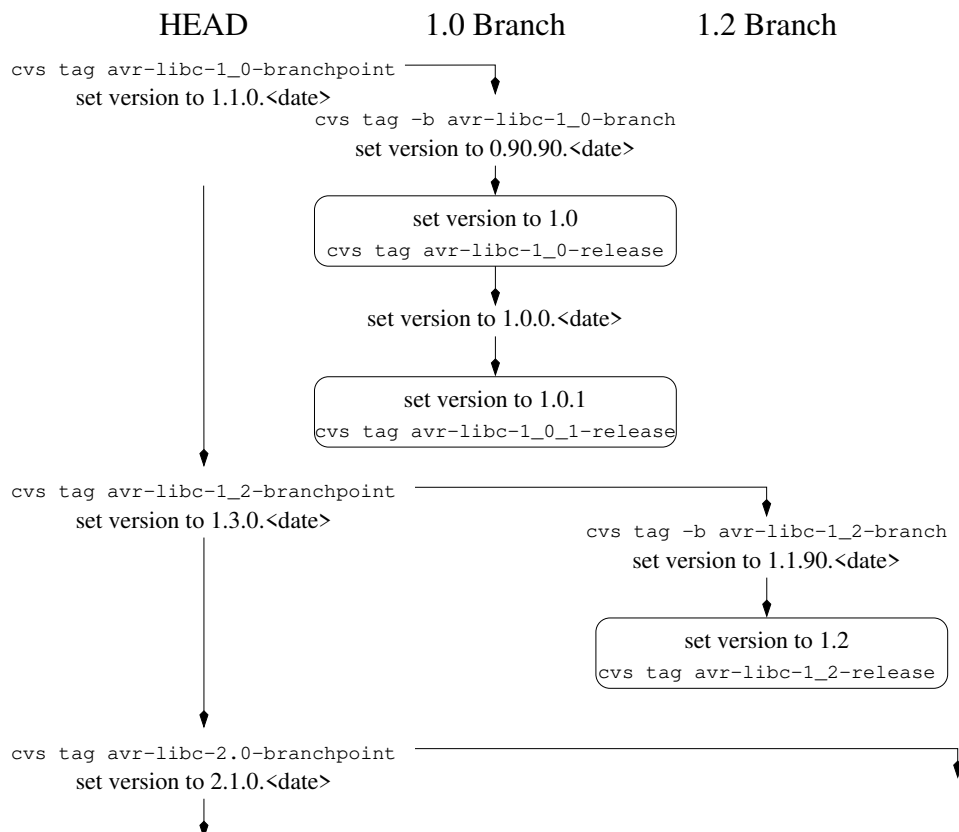 HEAD 1.0 Branch 1.2 Branch
cvs tag avr-libc-1_0-branchpoint
set version to 1.1.0.<date>
cvs tag -b avr-libc-1_0-branch
set version to 0.90.90.<date>
set version to 1.0
cvs tag avr-libc-1_0-release
set version to 1.0.0.<date>
set version to 1.0.1
cvs tag avr-libc-1_0_1-release
cvs tag avr-libc-1_2-branchpoint
set version to 1.3.0.<date>
cvs tag -b avr-libc-1_2-branch
set version to 1.1.90.<date>
set version to 1.2
cvs tag avr-libc-1_2-release
cvs tag avr-libc-2.0-branchpoint
set version to 2.1.0.<date>